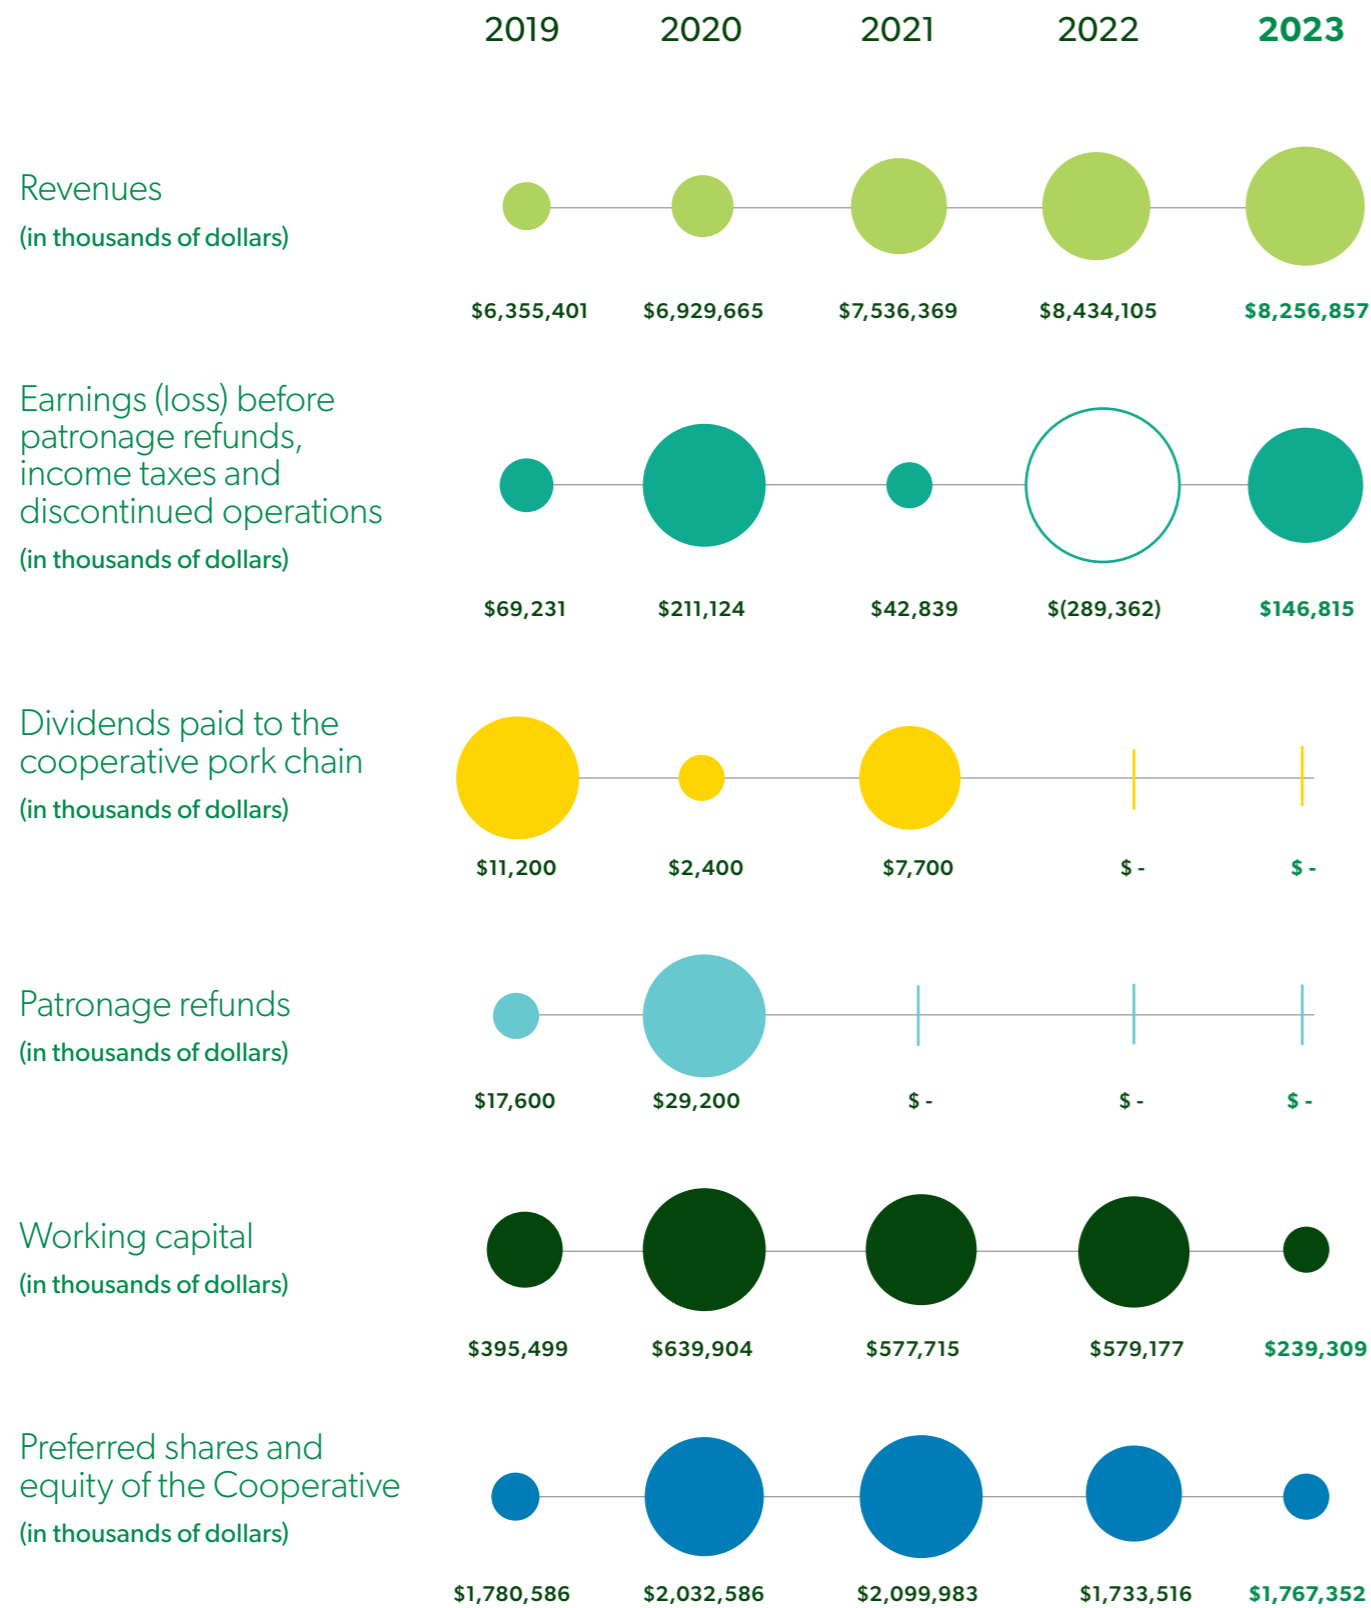 2019 2020 2021 2022 2023
Revenues
(in thousands of dollars)
$6,355,401 $6,929,665 $7,536,369 $8,434,105 $8,256,857
Earnings (loss) before
patronage refunds,
income taxes and
discontinued operations
(in thousands of dollars)
$69,231 $211,124 $42,839 $(289,362) $146,815
Dividends paid to the
cooperative pork chain
(in thousands of dollars)
$11,200 $2,400 $7,700 $ - $ -
Patronage refunds
(in thousands of dollars)
$17,600 $29,200 $ - $ - $ -
Working capital
(in thousands of dollars)
$395,499 $639,904 $577,715 $579,177 $239,309
Preferred shares and
equity of the Cooperative
(in thousands of dollars)
$1,780,586 $2,032,586 $2,099,983 $1,733,516 $1,767,352